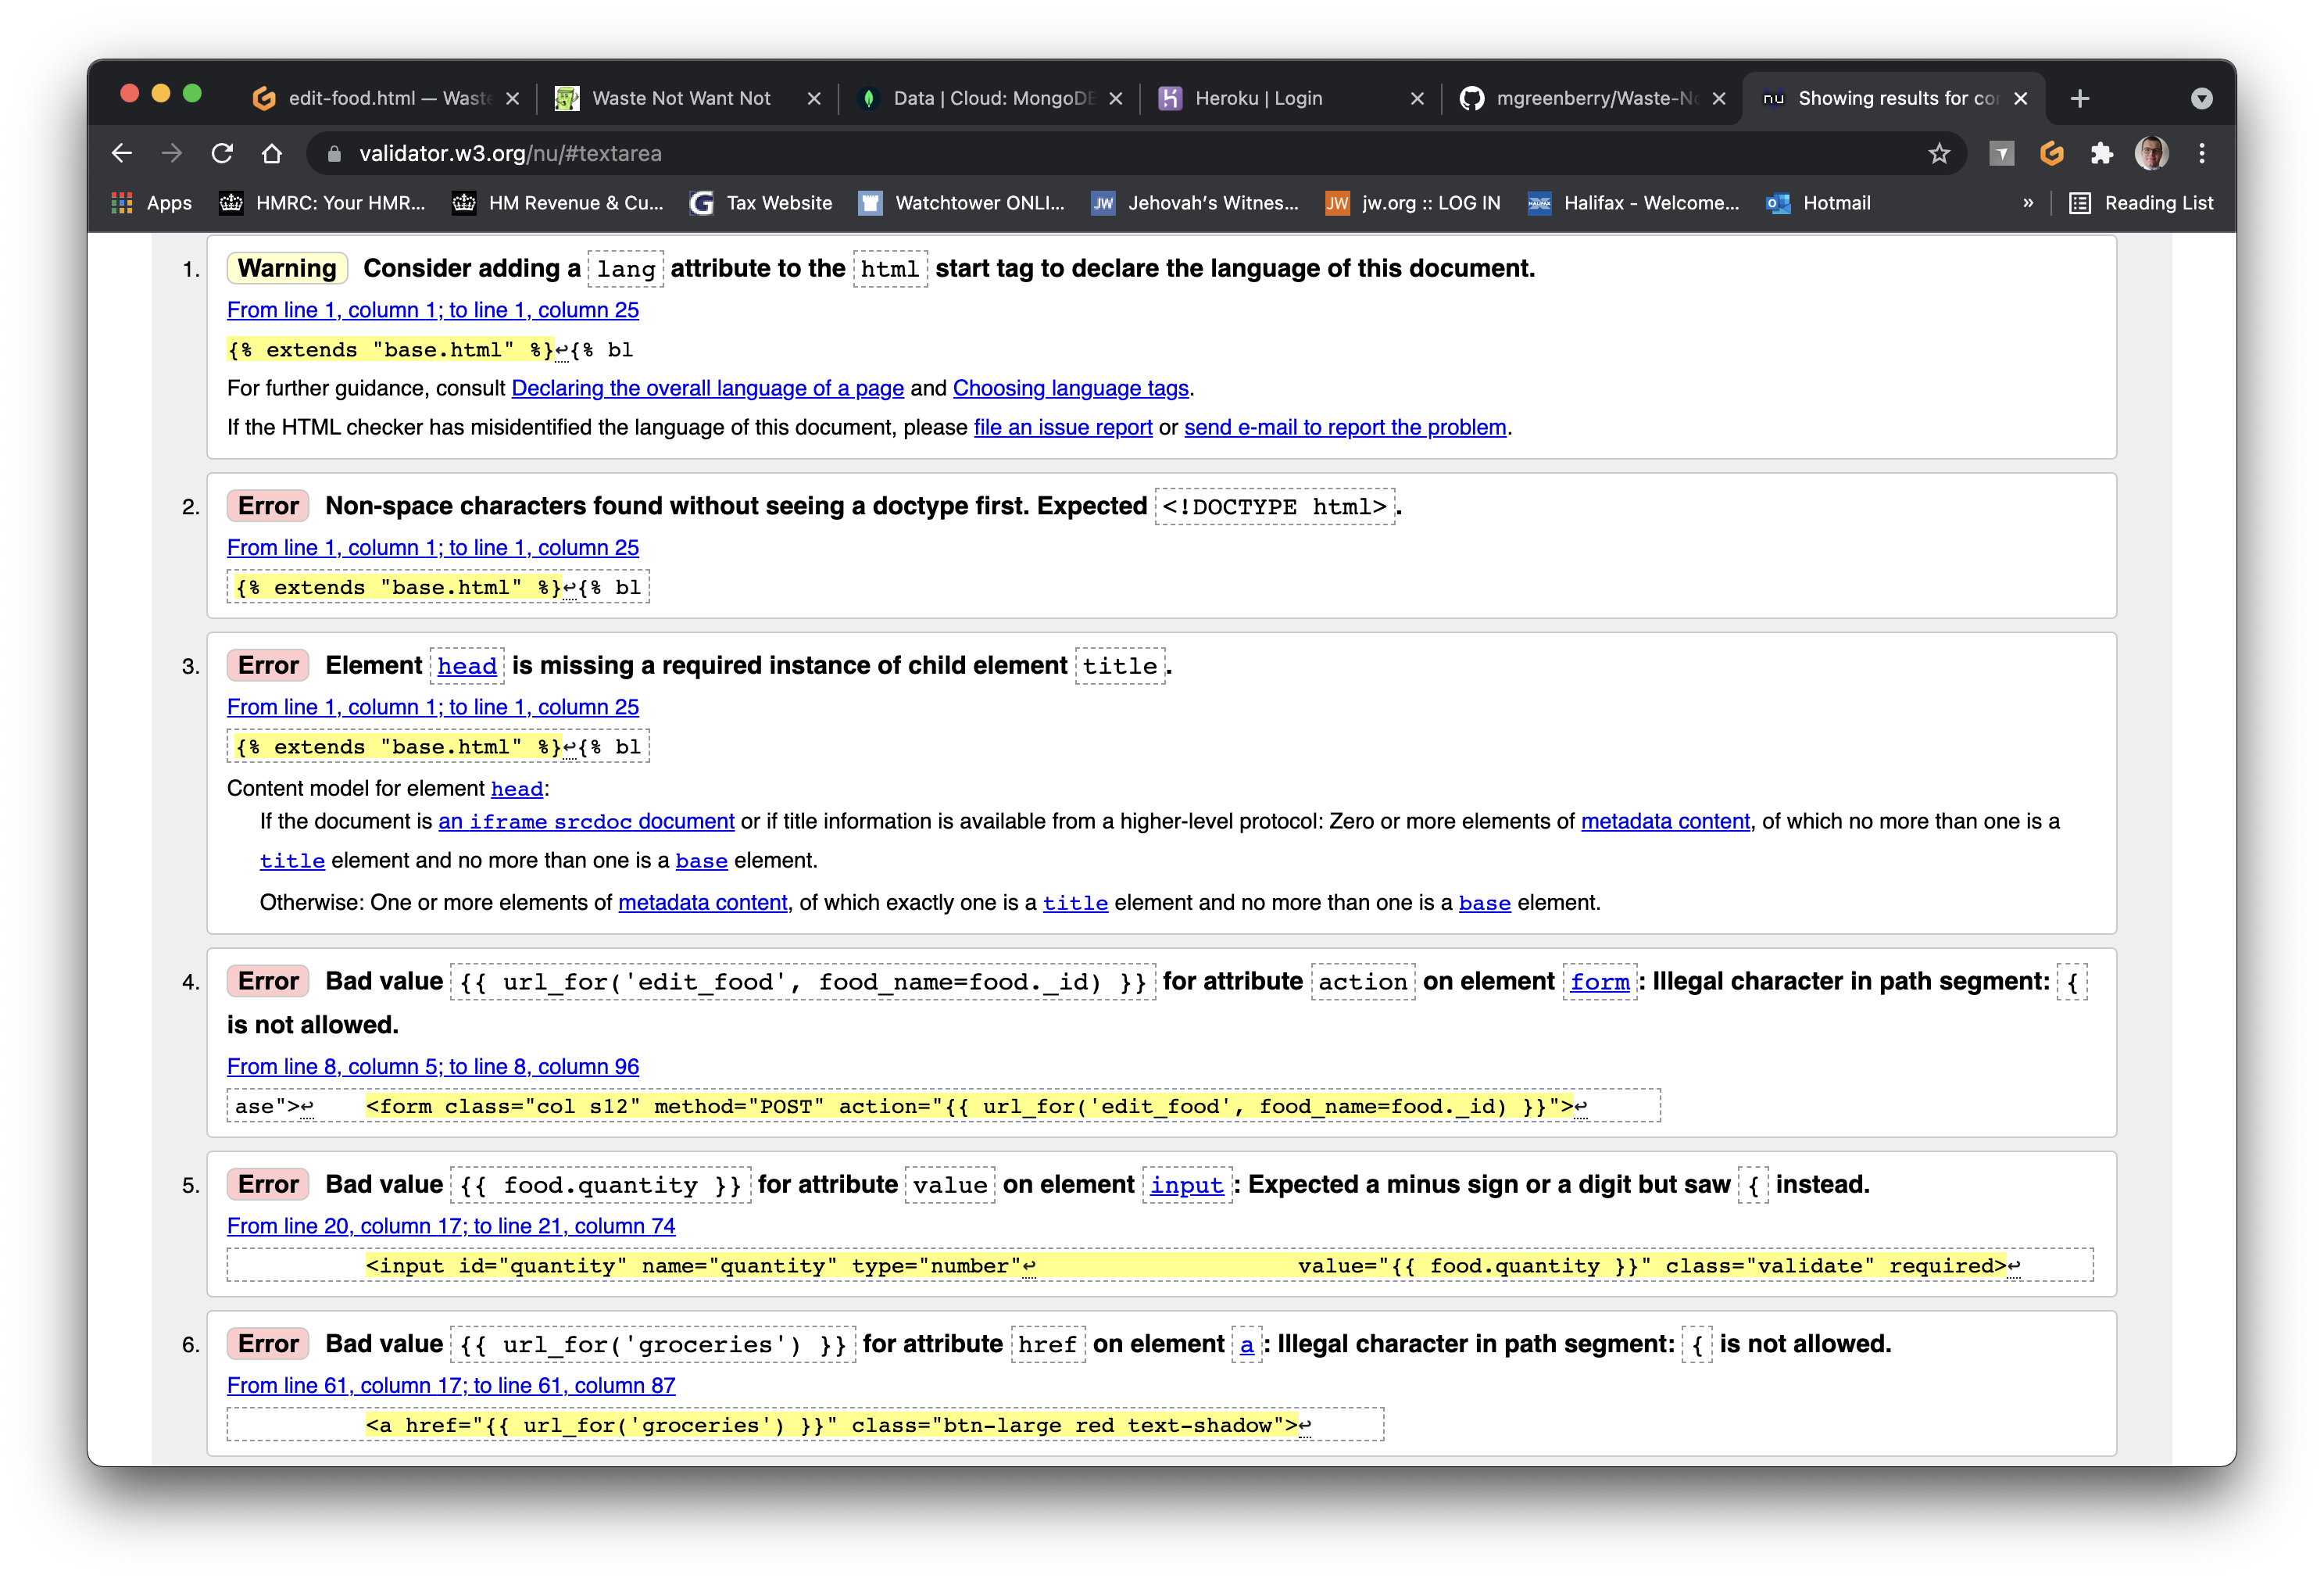 edit-food.html — Waste
Waste Not Want Not
Data | Cloud: MongoDB
Heroku | Login
mgreenberry/Waste-No
nu Showing results for con
validator.w3.org/nu/#textarea
Apps
HMRC: Your HMR...
HM Revenue & Cu...
Tax Website
Watchtower ONLI...
JW Jehovah's Witnes...
JW jw.org :: LOG IN
HALIFAX Halifax - Welcome...
Hotmail
»
Reading List
1. Warning Consider adding a lang attribute to the html start tag to declare the language of this document.
From line 1, column 1; to line 1, column 25
{% extends "base.html" %}↩{% bl
For further guidance, consult Declaring the overall language of a page and Choosing language tags.
If the HTML checker has misidentified the language of this document, please file an issue report or send e-mail to report the problem.
2. Error Non-space characters found without seeing a doctype first. Expected <!DOCTYPE html>.
From line 1, column 1; to line 1, column 25
{% extends "base.html" %}↩{% bl
3. Error Element head is missing a required instance of child element title.
From line 1, column 1; to line 1, column 25
{% extends "base.html" %}↩{% bl
Content model for element head:
If the document is an iframe srcdoc document or if title information is available from a higher-level protocol: Zero or more elements of metadata content, of which no more than one is a
title element and no more than one is a base element.
Otherwise: One or more elements of metadata content, of which exactly one is a title element and no more than one is a base element.
4. Error Bad value {{ url_for('edit_food', food_name=food._id) }} for attribute action on element form: Illegal character in path segment: {
is not allowed.
From line 8, column 5; to line 8, column 96
ase">↩    <form class="col s12" method="POST" action="{{ url_for('edit_food', food_name=food._id) }}">↩
5. Error Bad value {{ food.quantity }} for attribute value on element input: Expected a minus sign or a digit but saw { instead.
From line 20, column 17; to line 21, column 74
<input id="quantity" name="quantity" type="number"↩                    value="{{ food.quantity }}" class="validate" required>↩
6. Error Bad value {{ url_for('groceries') }} for attribute href on element a: Illegal character in path segment: { is not allowed.
From line 61, column 17; to line 61, column 87
<a href="{{ url_for('groceries') }}" class="btn-large red text-shadow">↩